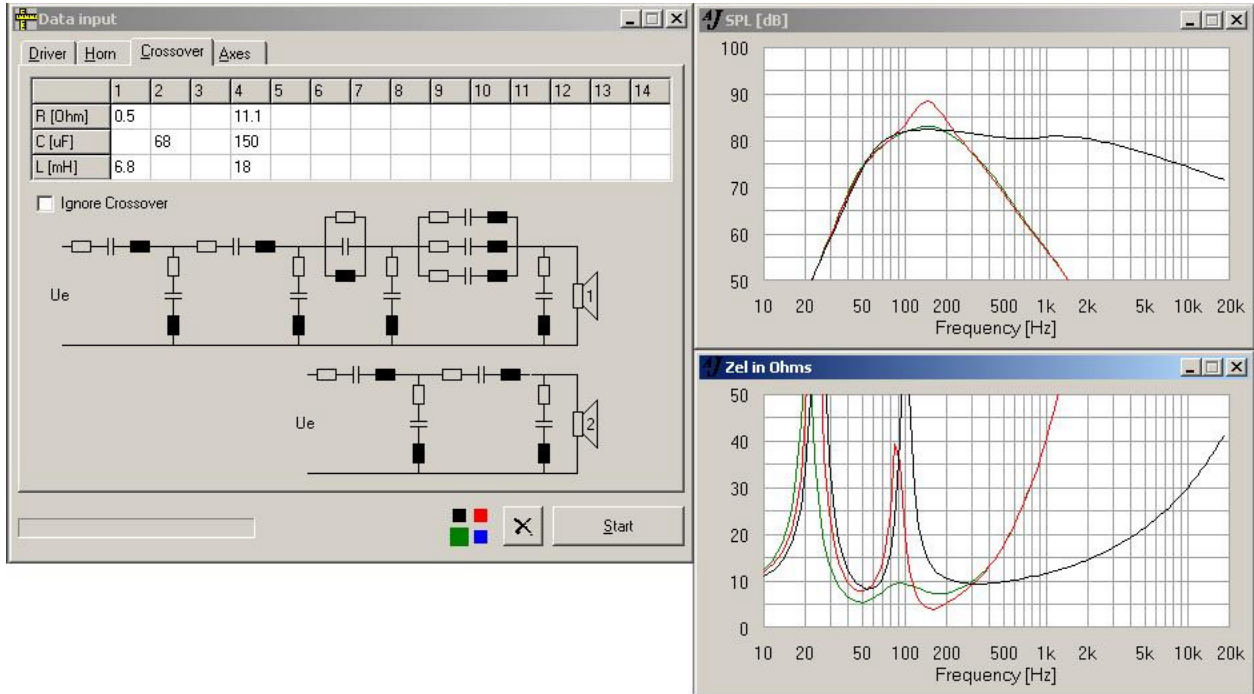 Data input
Driver Horn Crossover Axes
1 2 3 4 5 6 7 8 9 10 11 12 13 14
R [Ohm] 0.5 11.1
C [uF] 68 150
L [mH] 6.8 18
Ignore Crossover
Ue
1
Ue
2
Start
SPL [dB]
100
90
80
70
60
50
10 20 50 100 200 500 1k 2k 5k 10k 20k
Frequency [Hz]
Zel in Ohms
50
40
30
20
10
0
10 20 50 100 200 500 1k 2k 5k 10k 20k
Frequency [Hz]